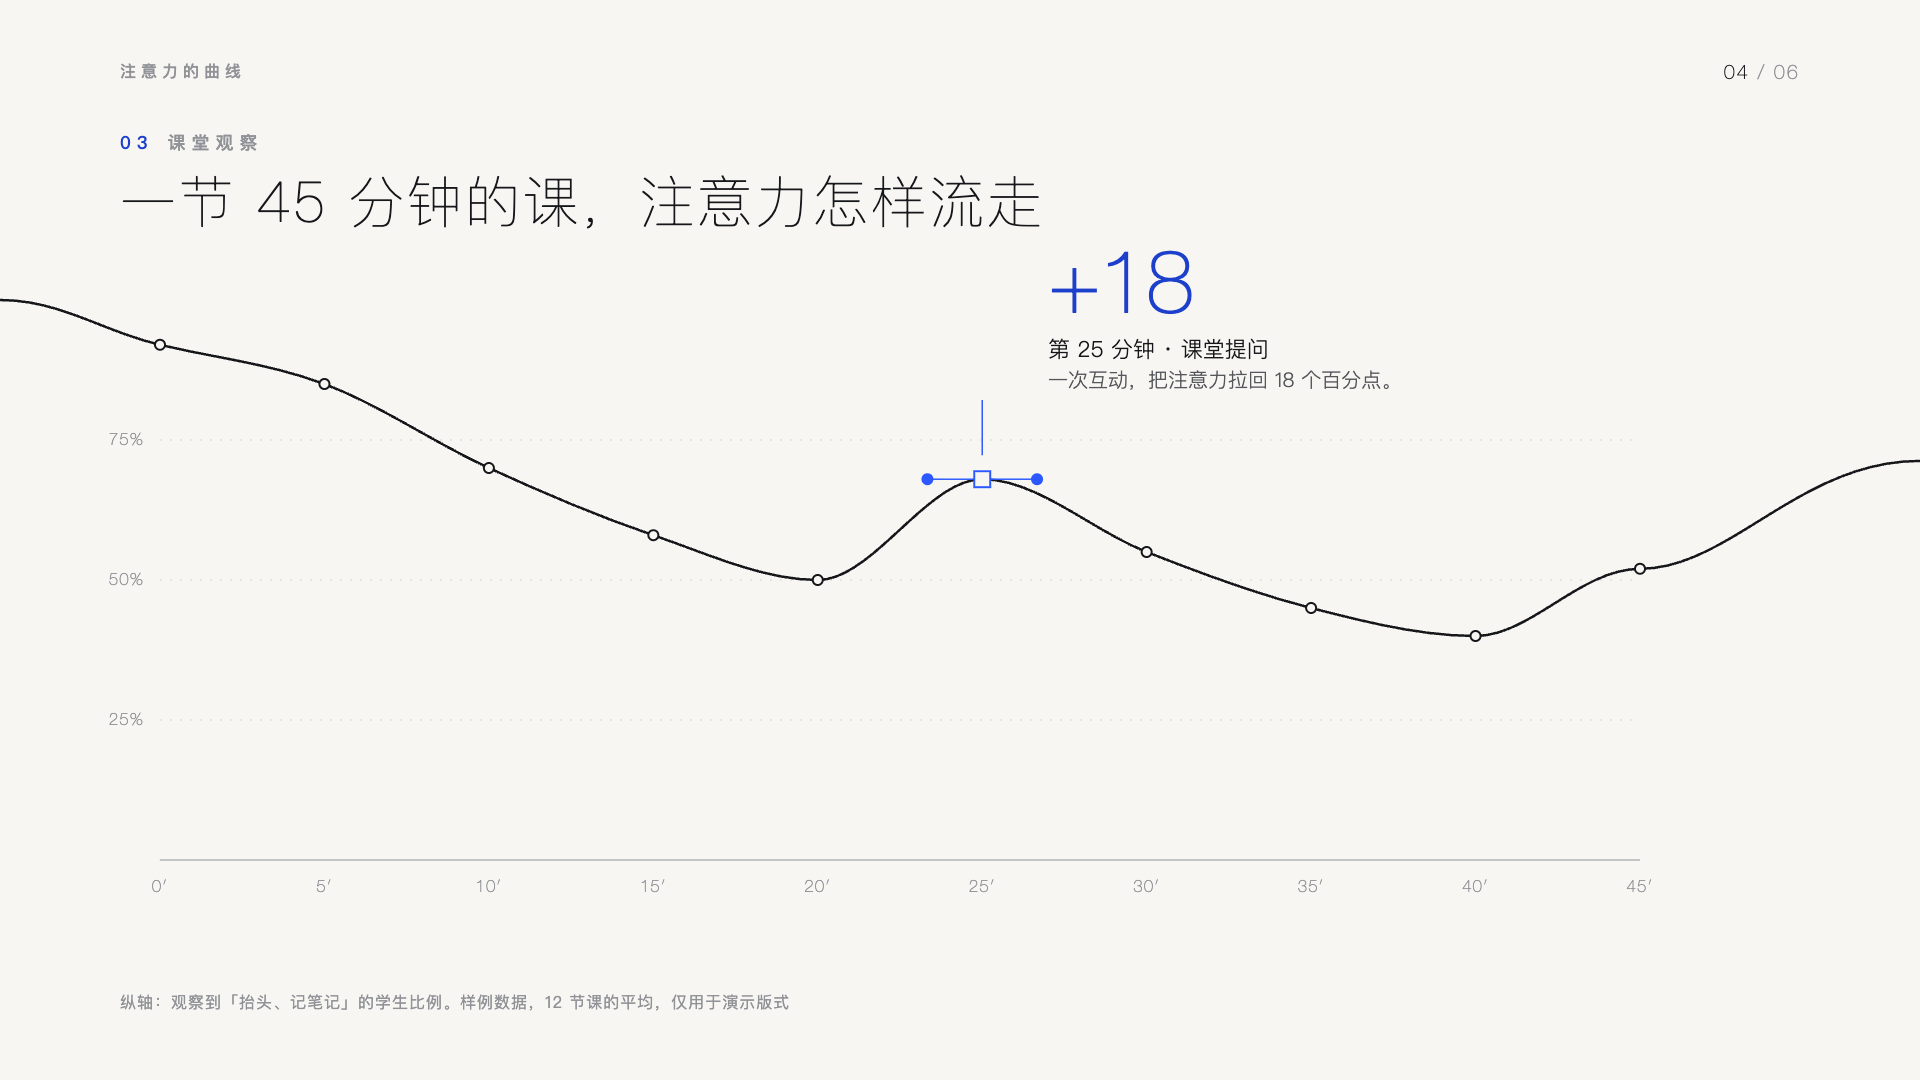 注意力的曲线
04 / 06
03 课堂观察
一节 45 分钟的课，注意力怎样流走
+18
第 25 分钟 · 课堂提问
一次互动，把注意力拉回 18 个百分点。
75%
50%
25%
0′ 5′ 10′ 15′ 20′ 25′ 30′ 35′ 40′ 45′
纵轴：观察到「抬头、记笔记」的学生比例。样例数据，12 节课的平均，仅用于演示版式